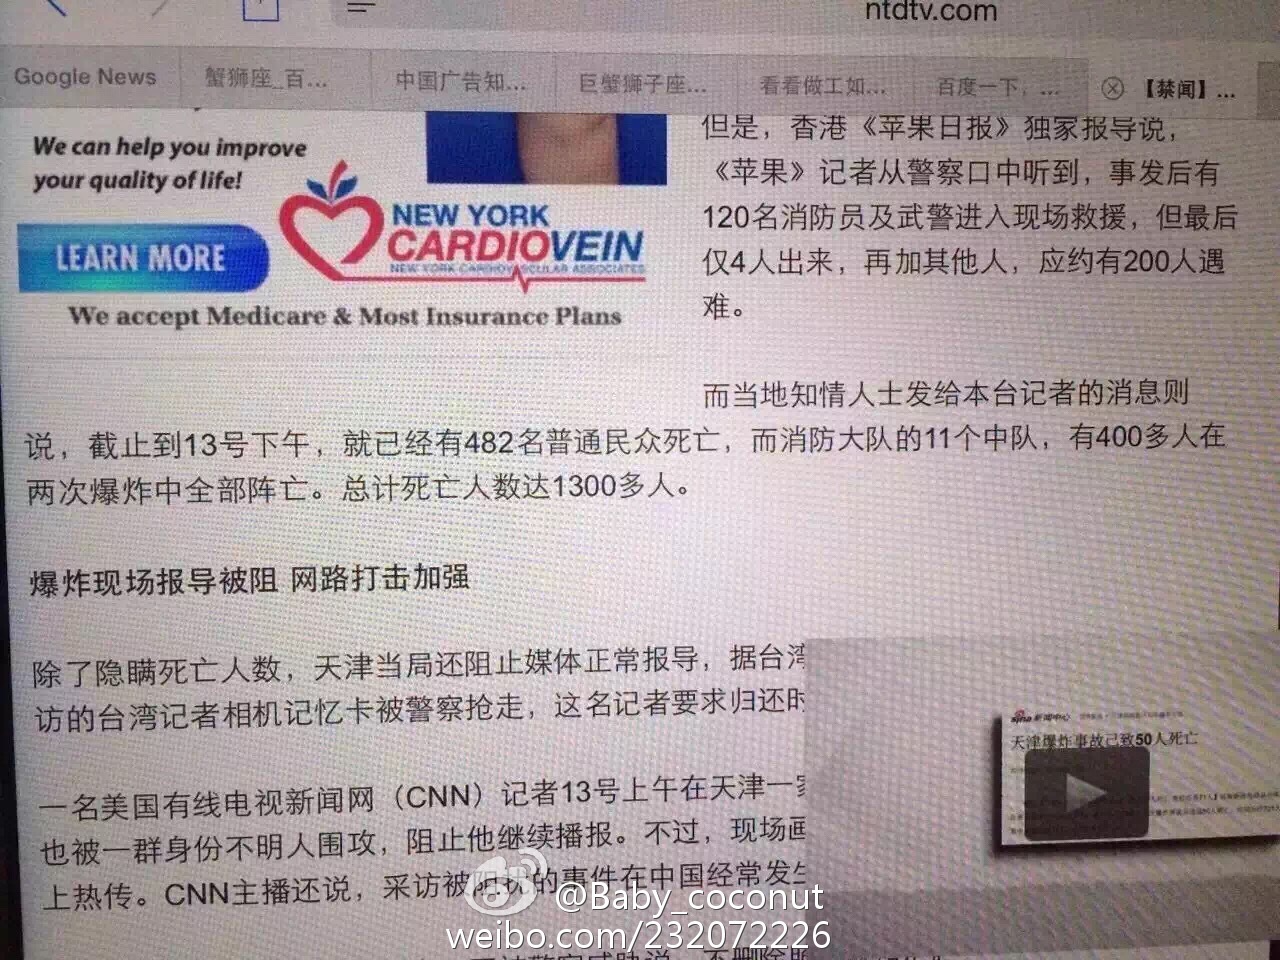 ntdtv.com
Google News
蟹狮座_百...
中国广告知...
巨蟹狮子座...
看看做工如...
百度一下，...
【禁闻】...
We can help you improve
your quality of life!
LEARN MORE
NEW YORK
CARDIOVEIN
NEW YORK CARDIOVASCULAR ASSOCIATES
We accept Medicare & Most Insurance Plans
但是，香港《苹果日报》独家报导说，
《苹果》记者从警察口中听到，事发后有
120名消防员及武警进入现场救援，但最后
仅4人出来，再加其他人，应约有200人遇
难。
而当地知情人士发给本台记者的消息则
说，截止到13号下午，就已经有482名普通民众死亡，而消防大队的11个中队，有400多人在
两次爆炸中全部阵亡。总计死亡人数达1300多人。
爆炸现场报导被阻 网路打击加强
除了隐瞒死亡人数，天津当局还阻止媒体正常报导，据台湾
访的台湾记者相机记忆卡被警察抢走，这名记者要求归还时
一名美国有线电视新闻网（CNN）记者13号上午在天津一家
也被一群身份不明人围攻，阻止他继续播报。不过，现场画
上热传。CNN主播还说，采访被阻扰的事件在中国经常发生
sina 新闻中心
天津爆炸事故已致50人死亡
@Baby_coconut
weibo.com/232072226